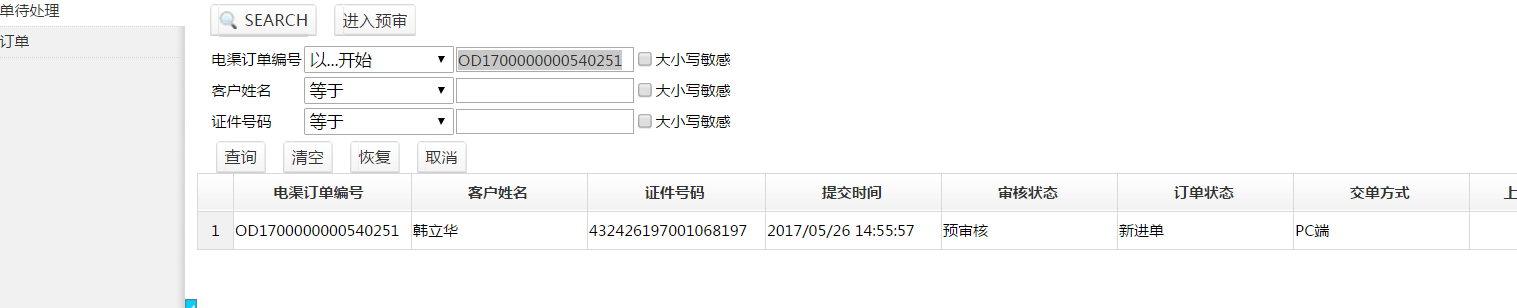 单待处理
订单
SEARCH 进入预审
电渠订单编号 以...开始 OD1700000000540251 大小写敏感
客户姓名 等于 大小写敏感
证件号码 等于 大小写敏感
查询 清空 恢复 取消
电渠订单编号 客户姓名 证件号码 提交时间 审核状态 订单状态 交单方式 上
1 OD1700000000540251 韩立华 432426197001068197 2017/05/26 14:55:57 预审核 新进单 PC端